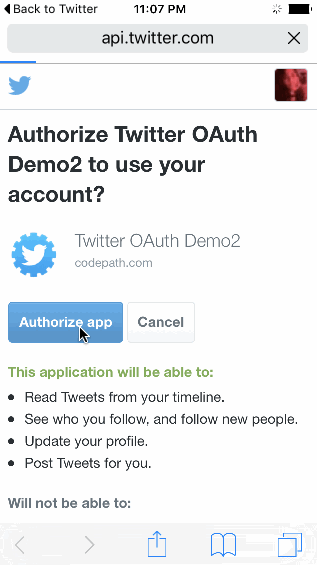 Back to Twitter 11:07 PM
api.twitter.com
Authorize Twitter OAuth
Demo2 to use your
account?
Twitter OAuth Demo2
codepath.com
Authorize app Cancel
This application will be able to:
Read Tweets from your timeline.
See who you follow, and follow new people.
Update your profile.
Post Tweets for you.
Will not be able to: